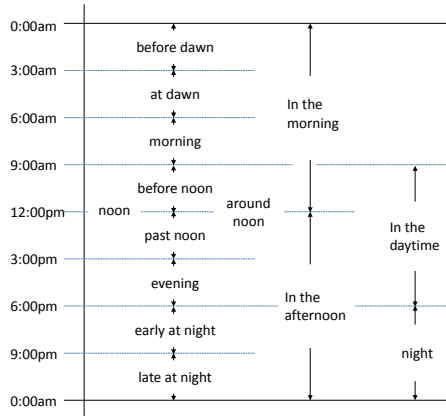 0:00am
before dawn
3:00am
at dawn
In the
morning
6:00am
morning
9:00am
before noon
12:00pm
noon
around
noon
past noon
In the
daytime
3:00pm
evening
In the
afternoon
6:00pm
early at night
9:00pm
night
late at night
0:00am